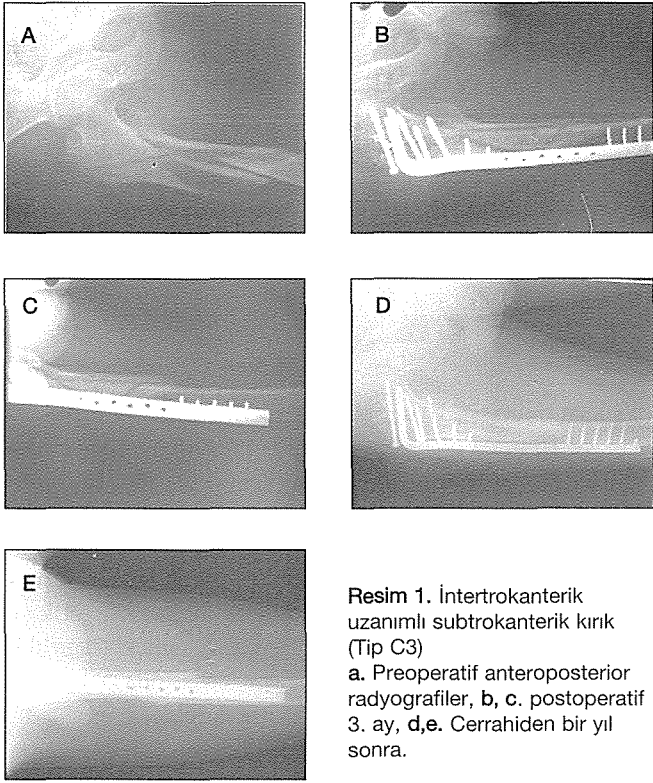 A
B
C
D
E
Resim 1. İntertrokanterik
uzanımlı subtrokanterik kırık
(Tip C3)
a. Preoperatif anteroposterior
radyografiler, b, c. postoperatif
3. ay, d,e. Cerrahiden bir yıl
sonra.